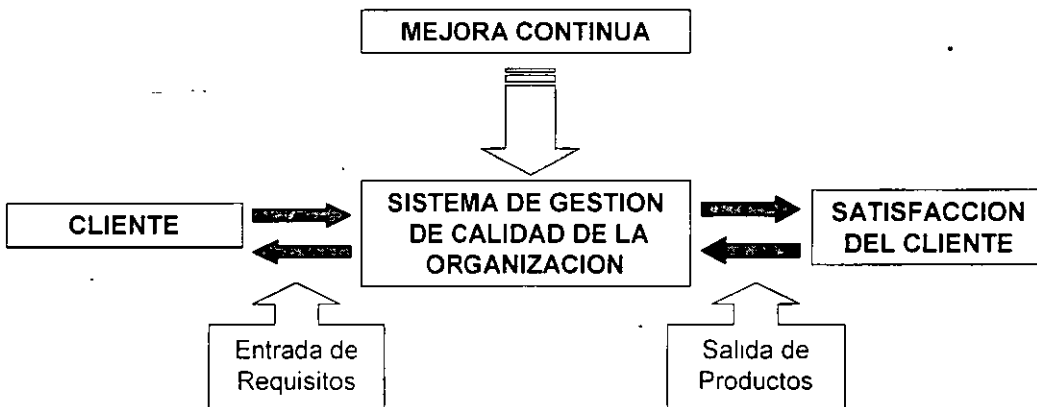 MEJORA CONTINUA
CLIENTE
SISTEMA DE GESTION
DE CALIDAD DE LA
ORGANIZACION
SATISFACCION
DEL CLIENTE
Entrada de
Requisitos
Salida de
Productos